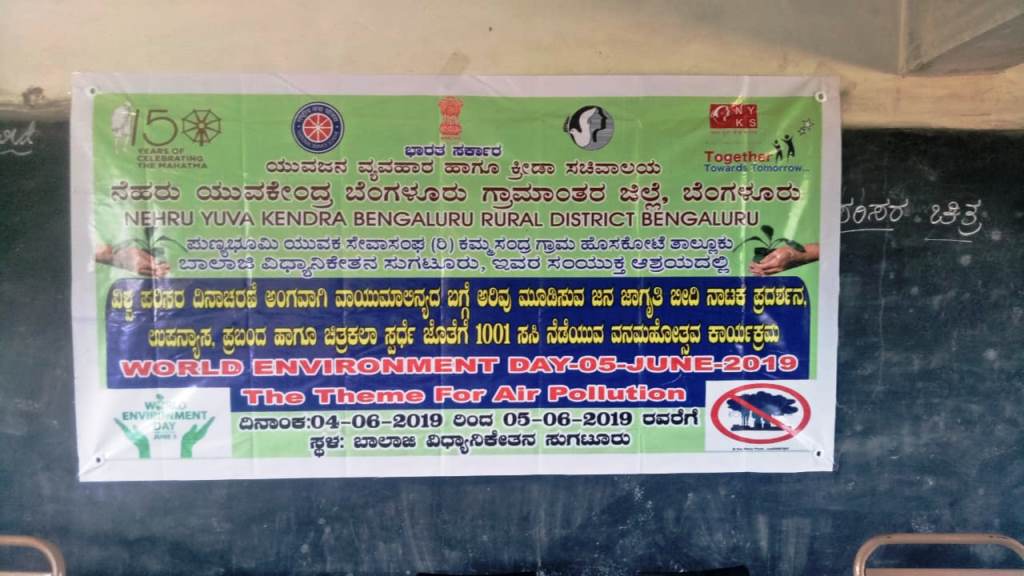 150
YEARS OF
CELEBRATING
THE MAHATMA
NYKS
Together
Towards Tomorrow...
ಭಾರತ ಸರ್ಕಾರ
ಯುವಜನ ವ್ಯವಹಾರ ಹಾಗೂ ಕ್ರೀಡಾ ಸಚಿವಾಲಯ
ನೆಹರು ಯುವಕೇಂದ್ರ ಬೆಂಗಳೂರು ಗ್ರಾಮಾಂತರ ಜಿಲ್ಲೆ, ಬೆಂಗಳೂರು
NEHRU YUVA KENDRA BENGALURU RURAL DISTRICT BENGALURU
ಪುಣ್ಯಭೂಮಿ ಯುವಕ ಸೇವಾಸಂಘ (ರಿ) ಕಮ್ಮಸಂದ್ರ ಗ್ರಾಮ ಹೊಸಕೋಟೆ ತಾಲ್ಲೂಕು
ಬಾಲಾಜಿ ವಿಧ್ಯಾನಿಕೇತನ ಸುಗಟೂರು, ಇವರ ಸಂಯುಕ್ತ ಆಶ್ರಯದಲ್ಲಿ
ವಿಶ್ವ ಪರಿಸರ ದಿನಾಚರಣೆ ಅಂಗವಾಗಿ ವಾಯುಮಾಲಿನ್ಯದ ಬಗ್ಗೆ ಅರಿವು ಮೂಡಿಸುವ ಜನ ಜಾಗೃತಿ ಬೀದಿ ನಾಟಕ ಪ್ರದರ್ಶನ,
ಉಪನ್ಯಾಸ, ಪ್ರಬಂದ ಹಾಗೂ ಚಿತ್ರಕಲಾ ಸ್ಪರ್ಧೆ ಜೊತೆಗೆ 1001 ಸಸಿ ನೆಡೆಯುವ ವನಮಹೋತ್ಸವ ಕಾರ್ಯಕ್ರಮ
WORLD ENVIRONMENT DAY-05-JUNE-2019
The Theme For Air Pollution
ದಿನಾಂಕ:04-06-2019 ರಿಂದ 05-06-2019 ರವರೆಗೆ
ಸ್ಥಳ: ಬಾಲಾಜಿ ವಿಧ್ಯಾನಿಕೇತನ ಸುಗಟೂರು
WORLD
ENVIRONMENT
DAY
JUNE 5
ಪರಿಸರ ಚಿತ್ರ